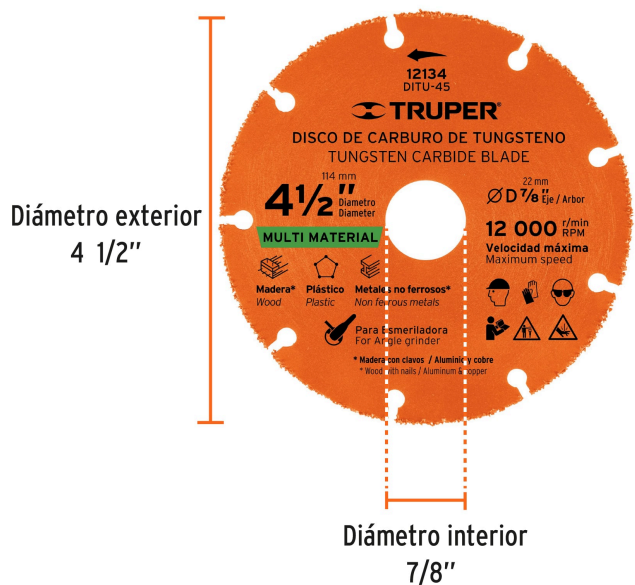 12134
DITU-45
TRUPER®
DISCO DE CARBURO DE TUNGSTENO
TUNGSTEN CARBIDE BLADE
114 mm
4 1/2" Diámetro
Diameter
MULTI MATERIAL
22 mm
Ø D 7/8" Eje / Arbor
12 000 r/min
RPM
Velocidad máxima
Maximum speed
Madera* Plástico Metales no ferrosos*
Wood Plastic Non ferrous metals
Para Esmeriladora
For Angle grinder
* Madera con clavos / Aluminio y cobre
* Wood with nails / Aluminum & copper
Diámetro exterior
4 1/2"
Diámetro interior
7/8"